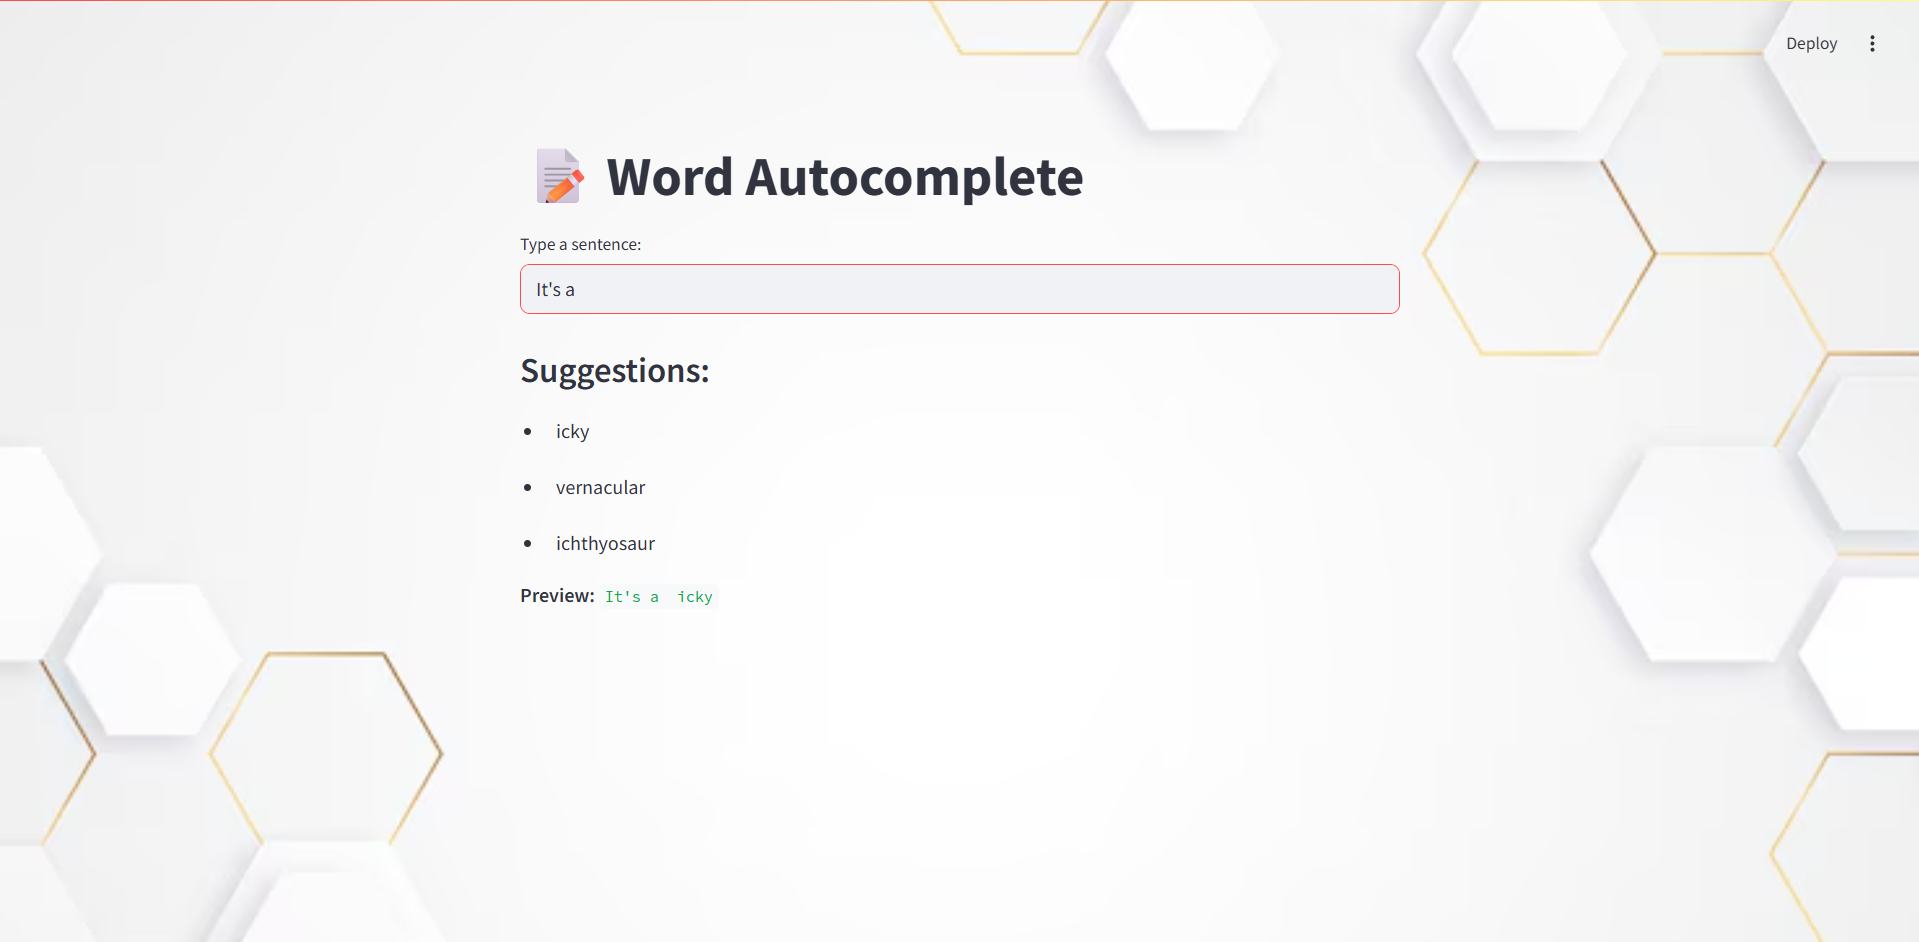 Deploy
Word Autocomplete
Type a sentence:
It's a
Suggestions:
icky
vernacular
ichthyosaur
Preview: It's a  icky